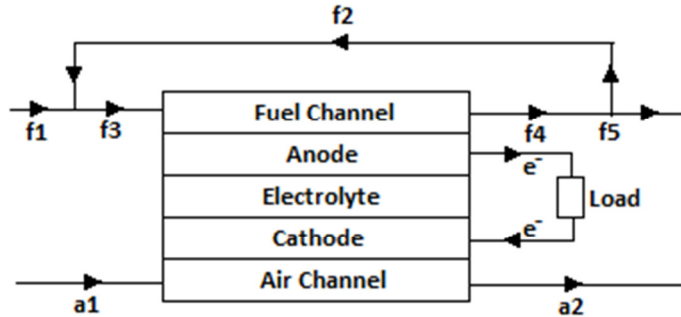 f2
Fuel Channel
f1
f3
f4
f5
Anode
e-
Electrolyte
Load
Cathode
e-
Air Channel
a1
a2